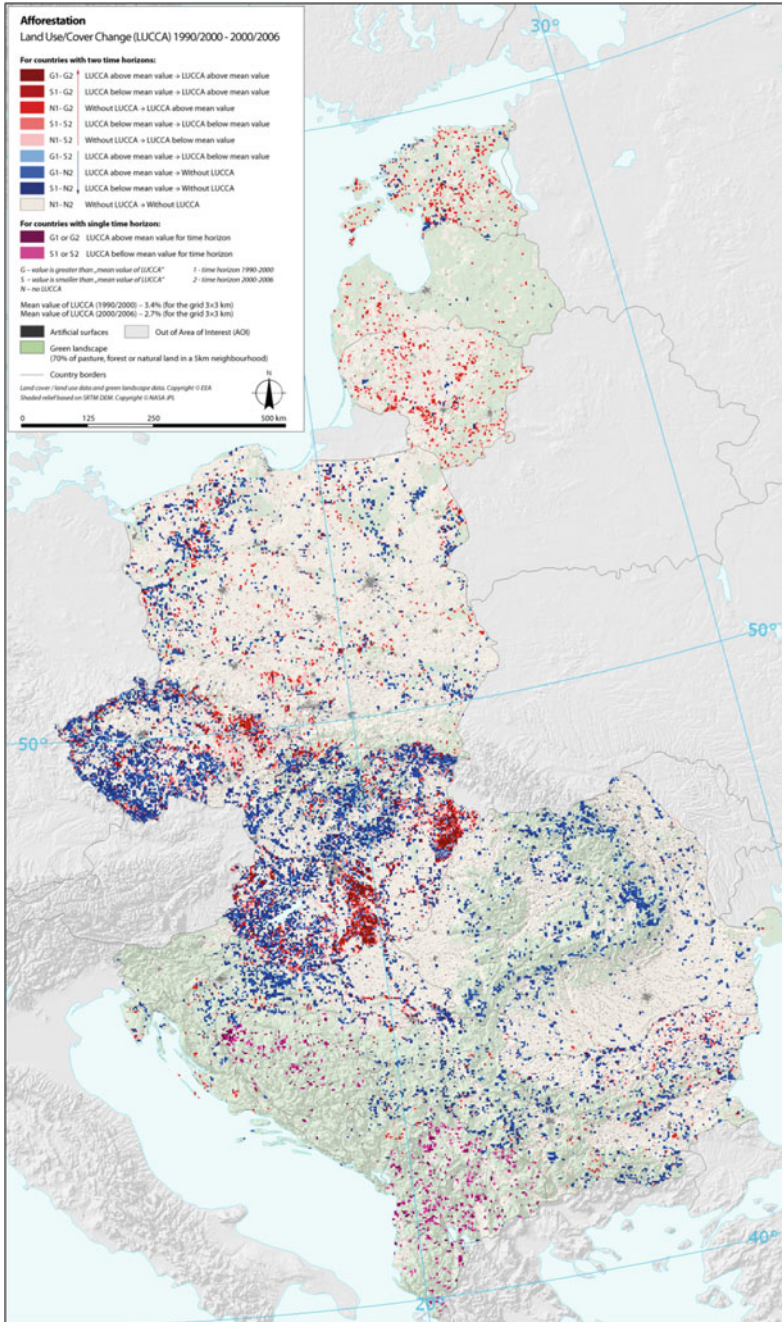 Afforestation
Land Use/Cover Change (LUCCA) 1990/2000 - 2000/2006
For countries with two time horizons:
G1- G2 LUCCA above mean value → LUCCA above mean value
S1- G2 LUCCA below mean value → LUCCA above mean value
N1- G2 Without LUCCA → LUCCA above mean value
S1- S2 LUCCA below mean value → LUCCA below mean value
N1- S2 Without LUCCA → LUCCA below mean value
G1- S2 LUCCA above mean value → LUCCA below mean value
G1- N2 LUCCA above mean value → Without LUCCA
S1- N2 LUCCA below mean value → Without LUCCA
N1- N2 Without LUCCA → Without LUCCA
For countries with single time horizon:
G1 or G2 LUCCA above mean value for time horizon
S1 or S2 LUCCA bellow mean value for time horizon
G – value is greater than „mean value of LUCCA" 1 - time horizon 1990-2000
S – value is smaller than „mean value of LUCCA" 2 - time horizon 2000-2006
N – no LUCCA
Mean value of LUCCA (1990/2000) – 3.4% (for the grid 3×3 km)
Mean value of LUCCA (2000/2006) – 2.7% (for the grid 3×3 km)
Artificial surfaces Out of Area of Interest (AOI)
Green landscape
(70% of pasture, forest or natural land in a 5km neighbourhood)
Country borders
N
Land cover / land use data and green landscape data. Copyright © EEA
Shaded relief based on SRTM DEM. Copyright © NASA JPL
0 125 250 500 km
30°
50°
50°
40°
20°